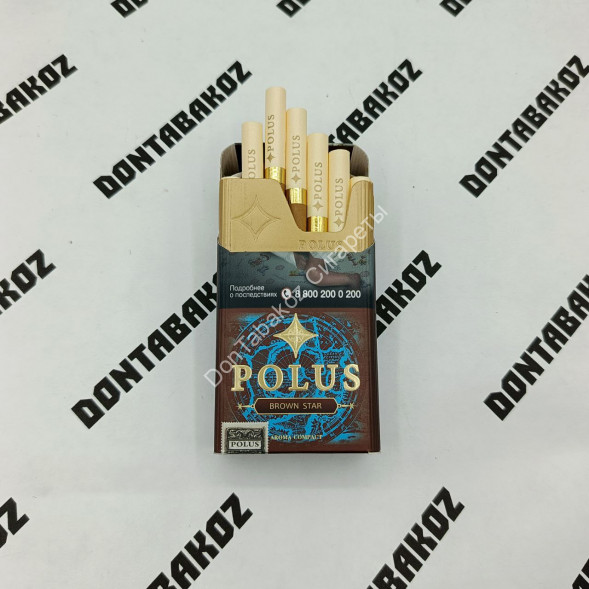 DONTABAKOZ
DONTABAKOZ
DONTABAKOZ
POLUS
POLUS
POLUS
POLUS
POLUS
POLUS
Подробнее
о последствиях 8 800 200 0 200
DonTabakoz Сигареты
POLUS
BROWN STAR
AROMA COMPACT
POLUS
DONTABAKOZ
DONTABAKOZ
DONTABAKOZ
DONTABAKOZ